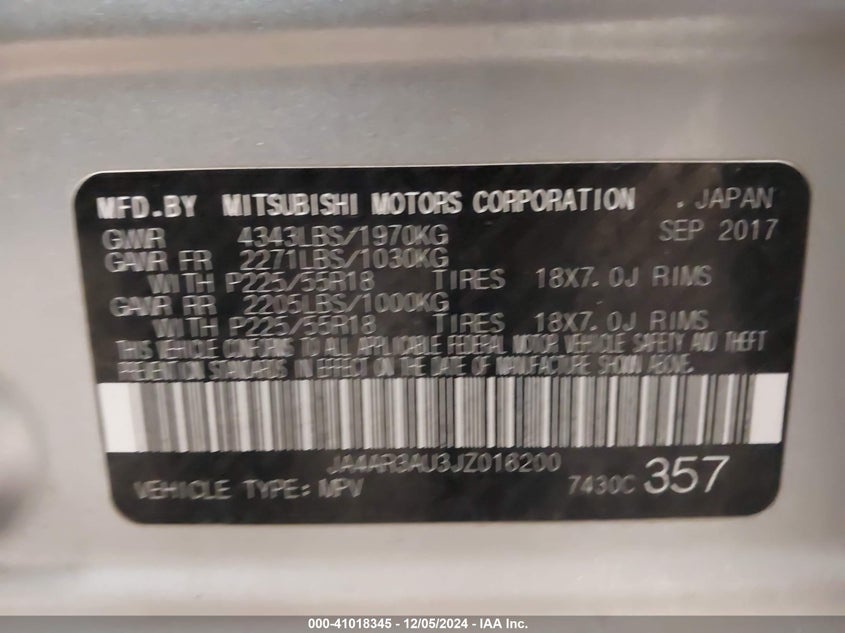 MFD.BY MITSUBISHI MOTORS CORPORATION . JAPAN
GVWR 4343LBS/1970KG SEP 2017
GAWR FR 2271LBS/1030KG
WITH P225/55R18 TIRES 18X7.0J RIMS
GAWR RR 2205LBS/1000KG
WITH P225/55R18 TIRES 18X7.0J RIMS
THIS VEHICLE CONFORMS TO ALL APPLICABLE FEDERAL MOTOR VEHICLE SAFETY AND THEFT
PREVENTION STANDARDS IN EFFECT ON THE DATE OF MANUFACTURE SHOWN ABOVE.
JA4AR3AU3JZ016200
VEHICLE TYPE: MPV 7430C 357
000-41018345 - 12/05/2024 - IAA Inc.